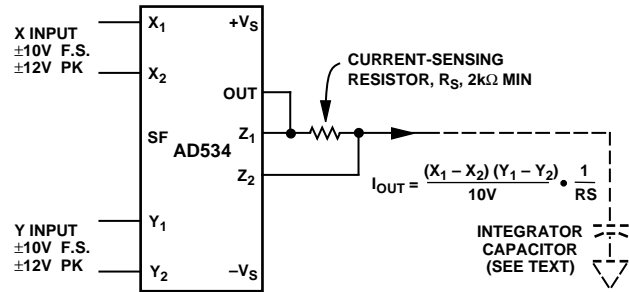 X INPUT
±10V F.S.
±12V PK
X1
X2
+VS
OUT
SF
AD534
Z1
Z2
Y INPUT
±10V F.S.
±12V PK
Y1
Y2
–VS
CURRENT-SENSING
RESISTOR, RS, 2kΩ MIN
IOUT = (X1 – X2) (Y1 – Y2) / 10V • 1 / RS
INTEGRATOR
CAPACITOR
(SEE TEXT)